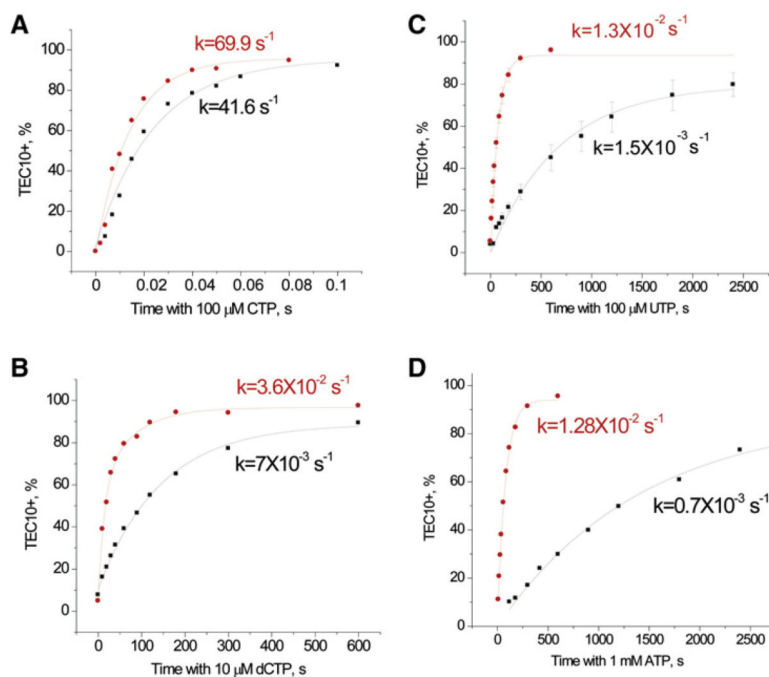 A
100
80
60
40
20
0
TEC10+, %
k=69.9 s⁻¹
k=41.6 s⁻¹
0 0.02 0.04 0.06 0.08 0.1
Time with 100 μM CTP, s
C
100
80
60
40
20
0
TEC10+, %
k=1.3X10⁻² s⁻¹
k=1.5X10⁻³ s⁻¹
0 500 1000 1500 2000 2500
Time with 100 μM UTP, s
B
100
80
60
40
20
0
TEC10+, %
k=3.6X10⁻² s⁻¹
k=7X10⁻³ s⁻¹
0 100 200 300 400 500 600
Time with 10 μM dCTP, s
D
100
80
60
40
20
0
TEC10+, %
k=1.28X10⁻² s⁻¹
k=0.7X10⁻³ s⁻¹
0 500 1000 1500 2000 2500
Time with 1 mM ATP, s